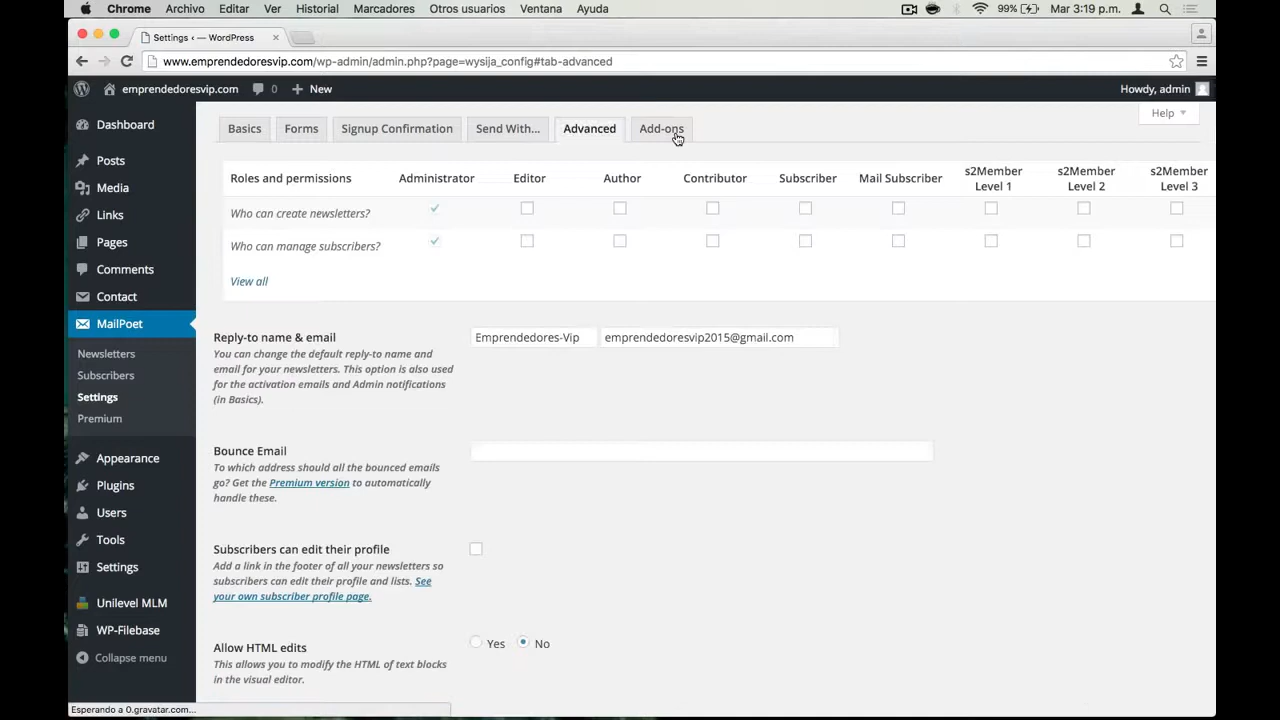 Chrome Archivo Editar Ver Historial Marcadores Otros usuarios Ventana Ayuda 99% Mar 3:19 p.m.
Settings ‹ — WordPress
www.emprendedoresvip.com/wp-admin/admin.php?page=wysija_config#tab-advanced
emprendedoresvip.com 0 + New Howdy, admin
Help
Dashboard
Posts
Media
Links
Pages
Comments
Contact
MailPoet
Newsletters
Subscribers
Settings
Premium
Appearance
Plugins
Users
Tools
Settings
Unilevel MLM
WP-Filebase
Collapse menu
Basics Forms Signup Confirmation Send With... Advanced Add-ons
Roles and permissions Administrator Editor Author Contributor Subscriber Mail Subscriber s2Member Level 1 s2Member Level 2 s2Member Level 3
Who can create newsletters?
Who can manage subscribers?
View all
Reply-to name & email Emprendedores-Vip emprendedoresvip2015@gmail.com
You can change the default reply-to name and
email for your newsletters. This option is also used
for the activation emails and Admin notifications
(in Basics).
Bounce Email
To which address should all the bounced emails
go? Get the Premium version to automatically
handle these.
Subscribers can edit their profile
Add a link in the footer of all your newsletters so
subscribers can edit their profile and lists. See
your own subscriber profile page.
Allow HTML edits Yes No
This allows you to modify the HTML of text blocks
in the visual editor.
Esperando a 0.gravatar.com...